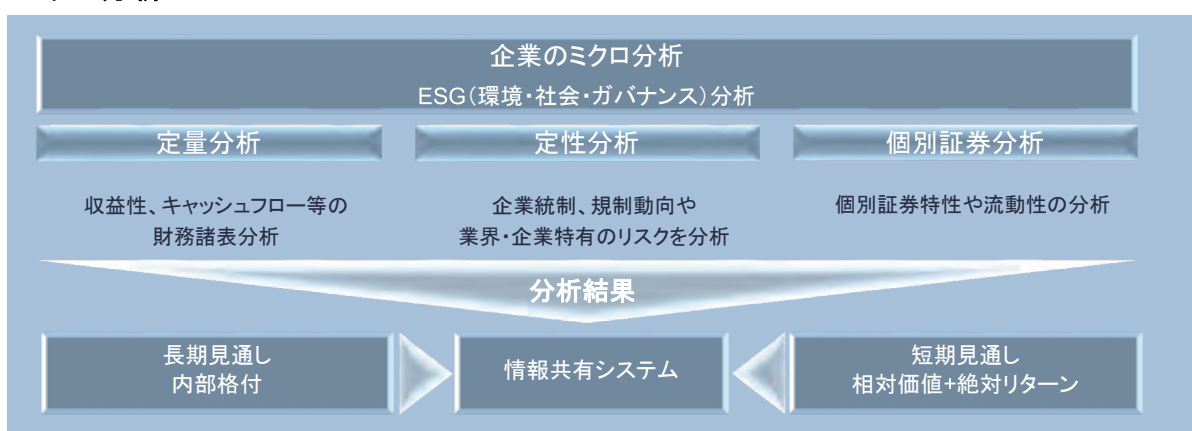 企業のミクロ分析
ESG（環境・社会・ガバナンス）分析
定量分析
定性分析
個別証券分析
収益性、キャッシュフロー等の
財務諸表分析
企業統制、規制動向や
業界・企業特有のリスクを分析
個別証券特性や流動性の分析
分析結果
長期見通し
内部格付
情報共有システム
短期見通し
相対価値+絶対リターン